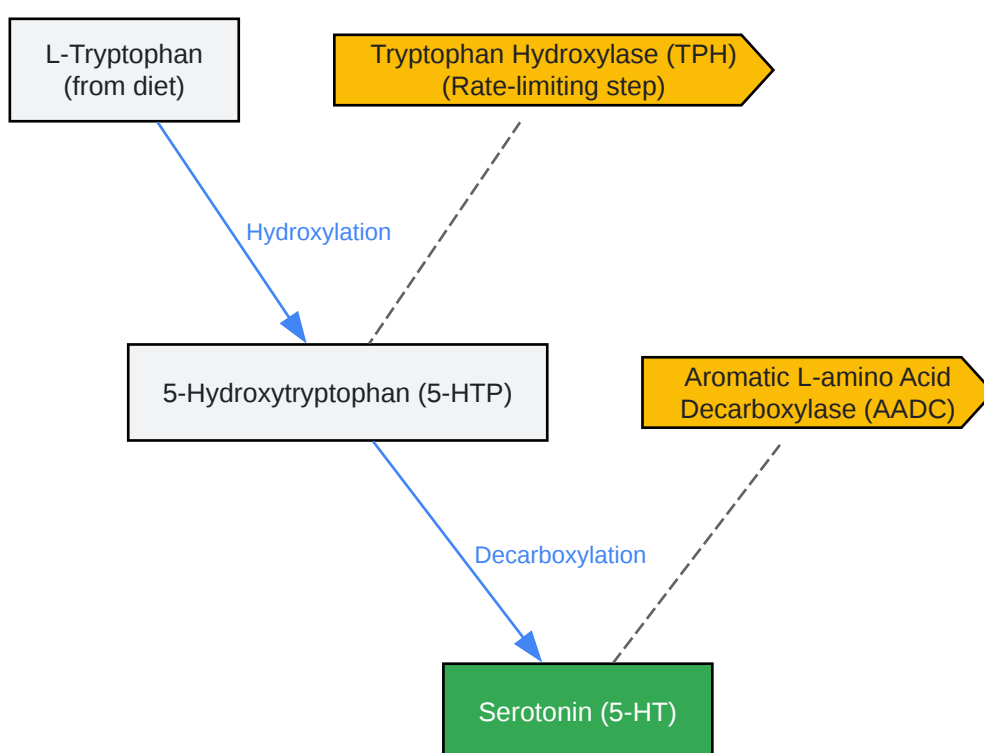 L-Tryptophan
(from diet)
Tryptophan Hydroxylase (TPH)
(Rate-limiting step)
Hydroxylation
5-Hydroxytryptophan (5-HTP)
Aromatic L-amino Acid
Decarboxylase (AADC)
Decarboxylation
Serotonin (5-HT)